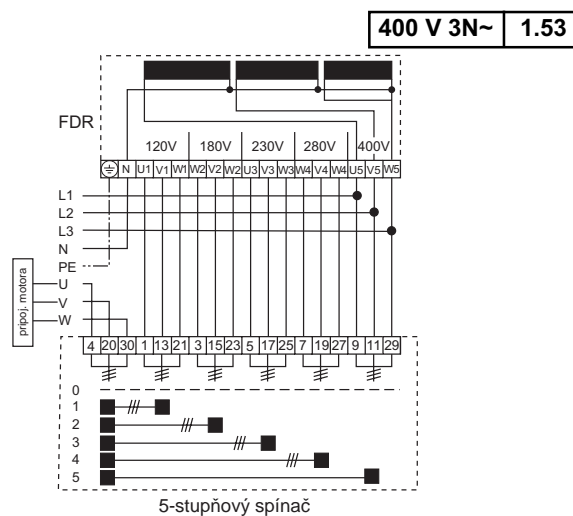 400 V 3N~ 1.53
FDR
120V 180V 230V 280V 400V
N U1 V1 W1 W2 V2 W2 U3 V3 W3 W4 V4 W4 U5 V5 W5
L1
L2
L3
N
PE
U
V
W
pripoj. motora
4 20 30 1 13 21 3 15 23 5 17 25 7 19 27 9 11 29
0
1
2
3
4
5
5-stupňový spínač